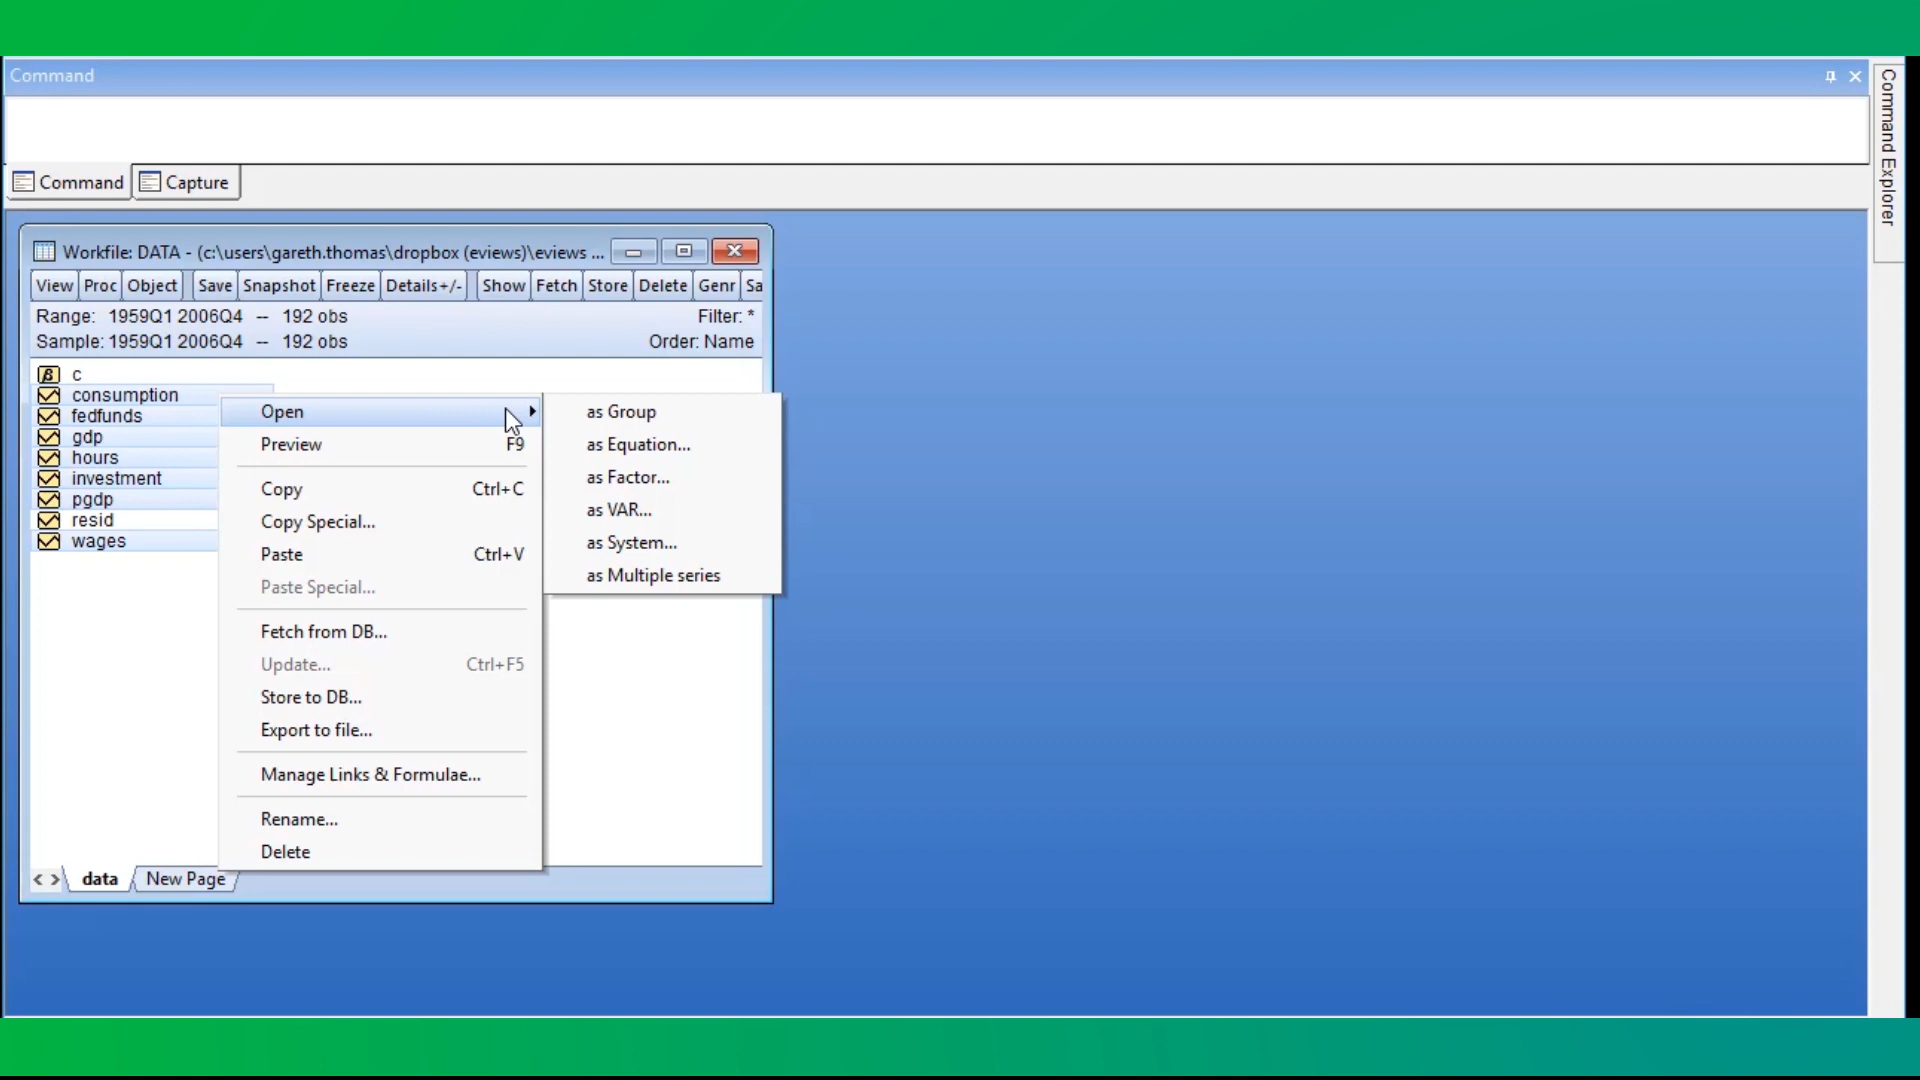 Command
Command Explorer
Command Capture
Workfile: DATA - (c:\users\gareth.thomas\dropbox (eviews)\eviews ...
View Proc Object Save Snapshot Freeze Details+/- Show Fetch Store Delete Genr Sa
Range: 1959Q1 2006Q4 -- 192 obs Filter: *
Sample: 1959Q1 2006Q4 -- 192 obs Order: Name
β c
consumption
fedfunds
gdp
hours
investment
pgdp
resid
wages
Open
Preview F9
Copy Ctrl+C
Copy Special...
Paste Ctrl+V
Paste Special...
Fetch from DB...
Update... Ctrl+F5
Store to DB...
Export to file...
Manage Links & Formulae...
Rename...
Delete
as Group
as Equation...
as Factor...
as VAR...
as System...
as Multiple series
< > data New Page